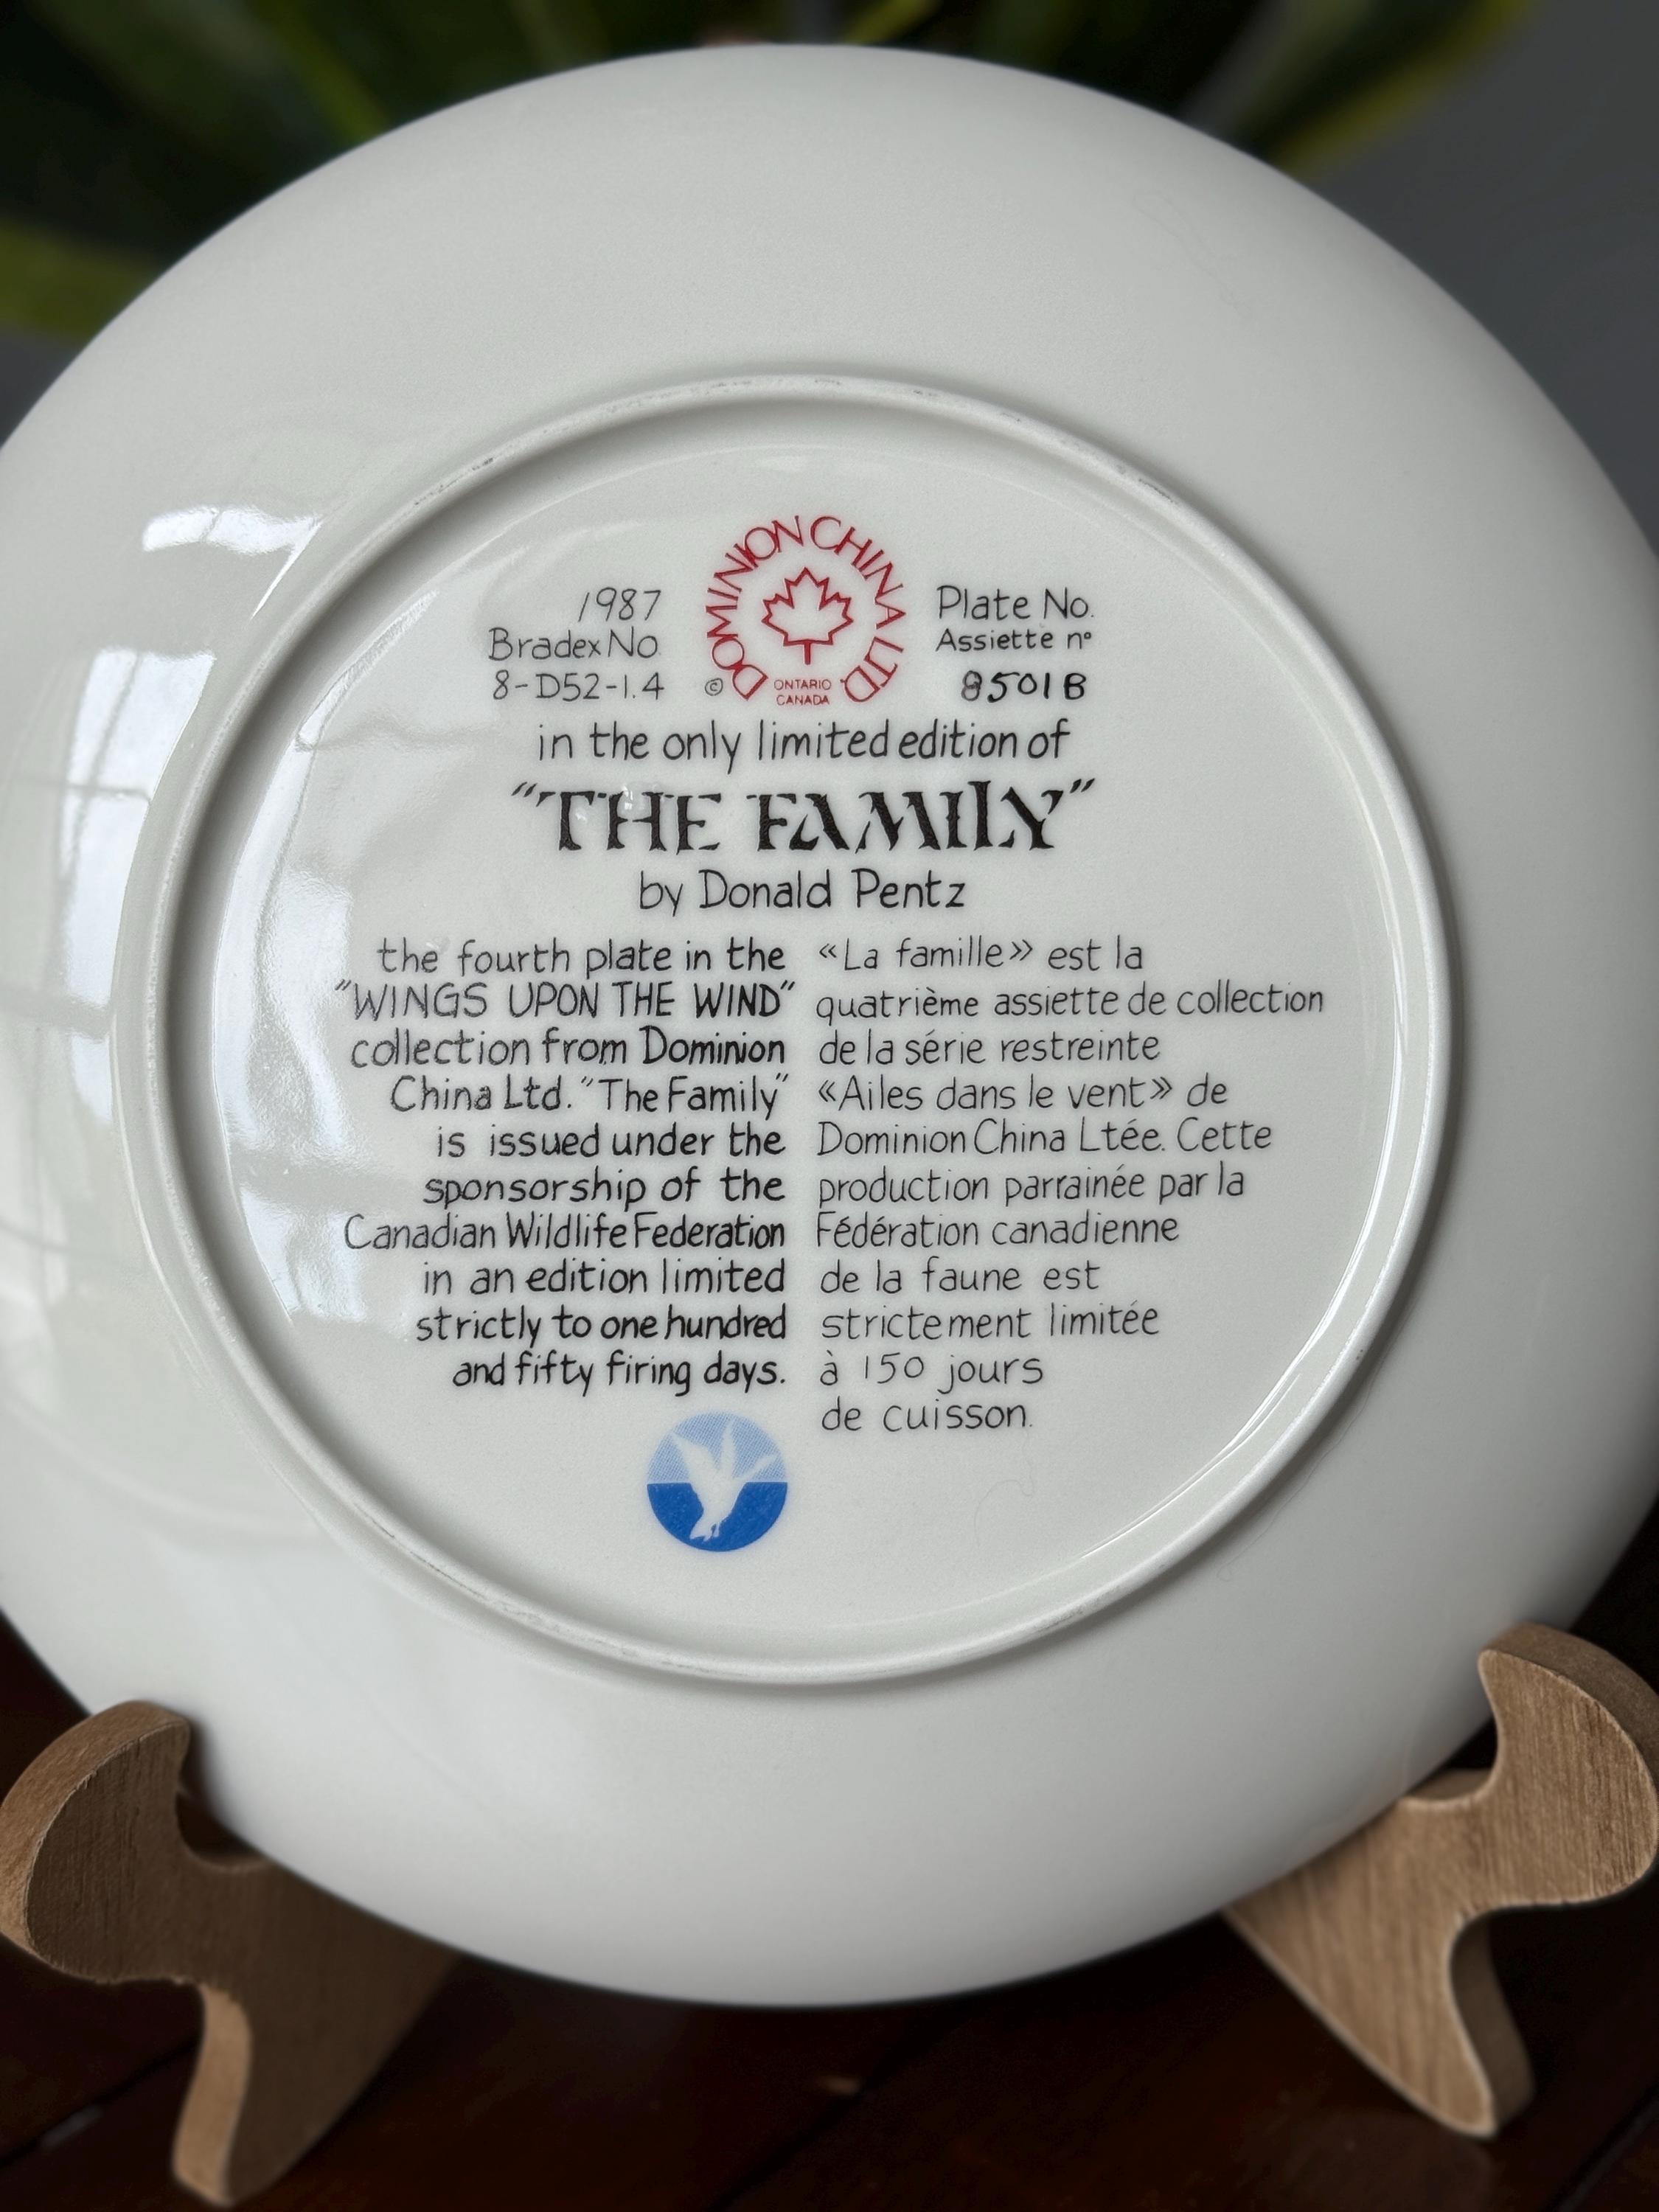 DOMINION CHINA LTD.
©
ONTARIO
CANADA
1987
Bradex No.
8-D52-1.4
Plate No.
Assiette nº
8501B
in the only limited edition of
"THE FAMILY"
by Donald Pentz
the fourth plate in the
"WINGS UPON THE WIND"
collection from Dominion
China Ltd. "The Family"
is issued under the
sponsorship of the
Canadian Wildlife Federation
in an edition limited
strictly to one hundred
and fifty firing days.
«La famille» est la
quatrième assiette de collection
de la série restreinte
«Ailes dans le vent» de
Dominion China Ltée. Cette
production parrainée par la
Fédération canadienne
de la faune est
strictement limitée
à 150 jours
de cuisson.